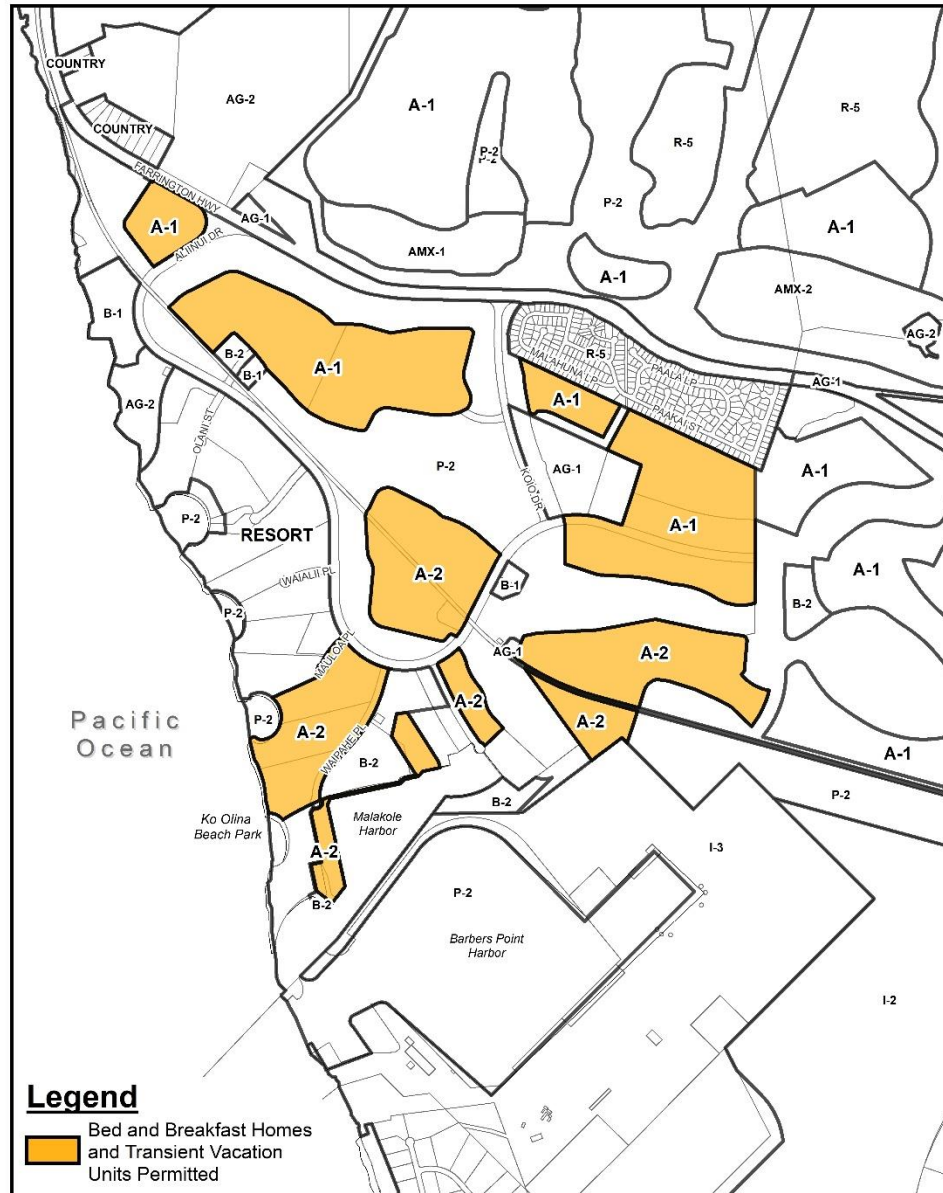 COUNTRY
AG-2
A-1
R-5
R-5
COUNTRY
P-2
P-2
P-2
FARRINGTON HWY
A-1
AG-1
A-1
ALIINUI DR
AMX-1
A-1
AMX-2
B-1
AG-2
B-2
R-5
PAALA LP
B-1
A-1
MALAHUNA LP
AG-1
AG-2
A-1
PAAKAI ST
OLANI ST
P-2
AG-1
A-1
KOIO DR
P-2
RESORT
A-1
A-2
A-1
WAIALII PL
B-1
B-2
P-2
MAULOA PL
AG-1
A-2
A-2
P-2
A-2
A-2
Pacific
Ocean
WAIPAHE PL
B-2
A-1
P-2
B-2
Ko Olina
Beach Park
Malakole
Harbor
A-2
I-3
P-2
B-2
Barbers Point
Harbor
I-2
Legend
Bed and Breakfast Homes
and Transient Vacation
Units Permitted